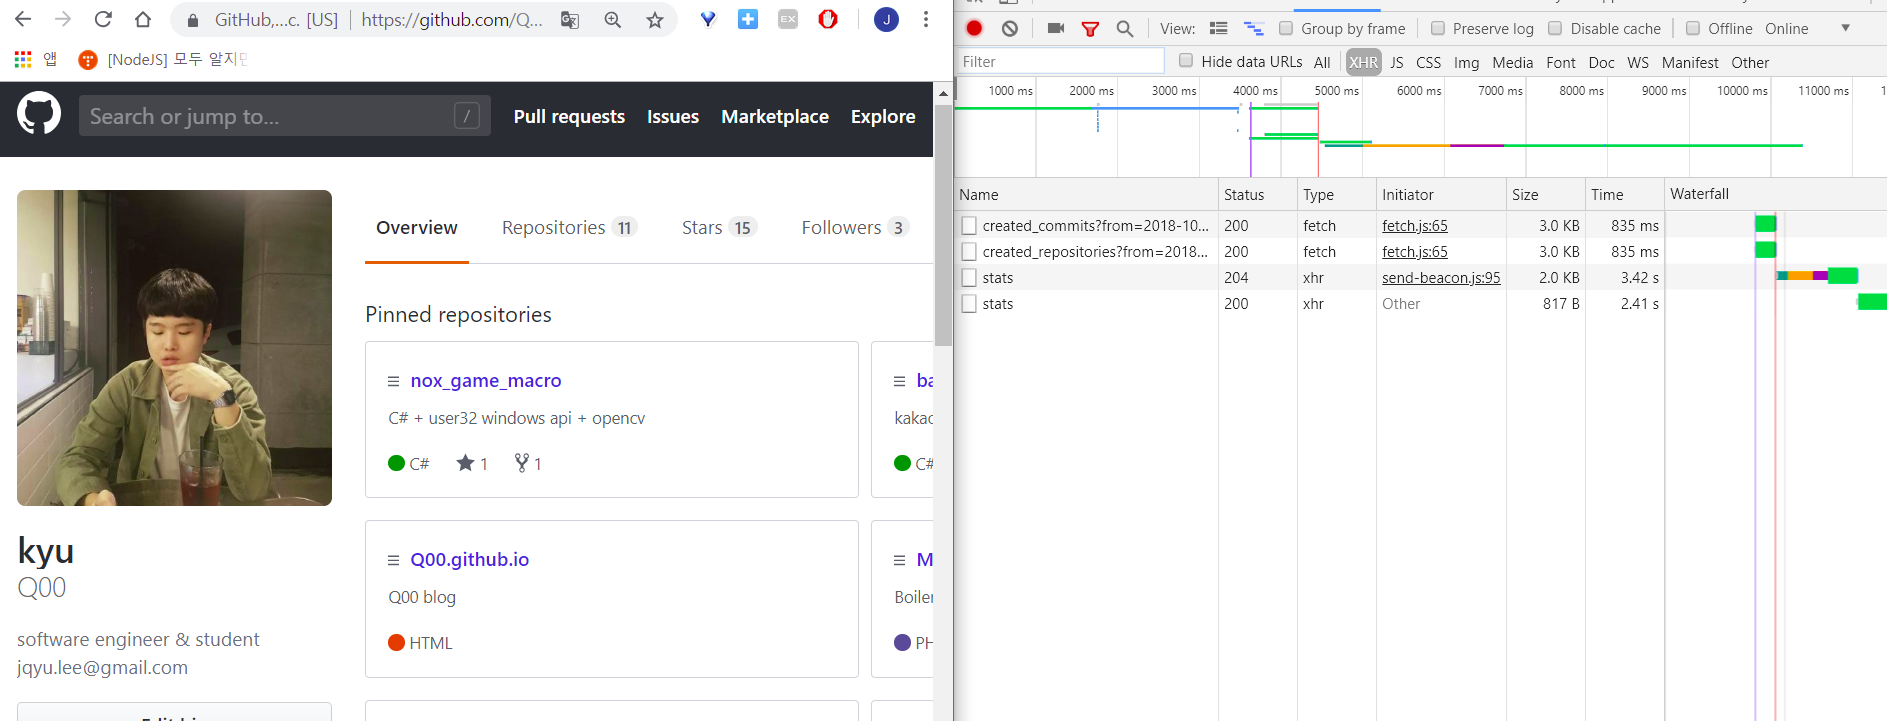 GitHub,...c. [US]
https://github.com/Q...
EX
J
앱
[NodeJS] 모두 알지만
Search or jump to...
/
Pull requests
Issues
Marketplace
Explore
Overview
Repositories 11
Stars 15
Followers 3
Pinned repositories
nox_game_macro
C# + user32 windows api + opencv
C# 1 1
ba
kakao
C#
Q00.github.io
Q00 blog
HTML
M
Boiler
PH
kyu
Q00
software engineer & student
jqyu.lee@gmail.com
View:
Group by frame
Preserve log
Disable cache
Offline
Online
Filter
Hide data URLs
All
XHR
JS
CSS
Img
Media
Font
Doc
WS
Manifest
Other
1000 ms
2000 ms
3000 ms
4000 ms
5000 ms
6000 ms
7000 ms
8000 ms
9000 ms
10000 ms
11000 ms
1
Name Status Type Initiator Size Time Waterfall
created_commits?from=2018-10... 200 fetch fetch.js:65 3.0 KB 835 ms
created_repositories?from=2018... 200 fetch fetch.js:65 3.0 KB 835 ms
stats 204 xhr send-beacon.js:95 2.0 KB 3.42 s
stats 200 xhr Other 817 B 2.41 s